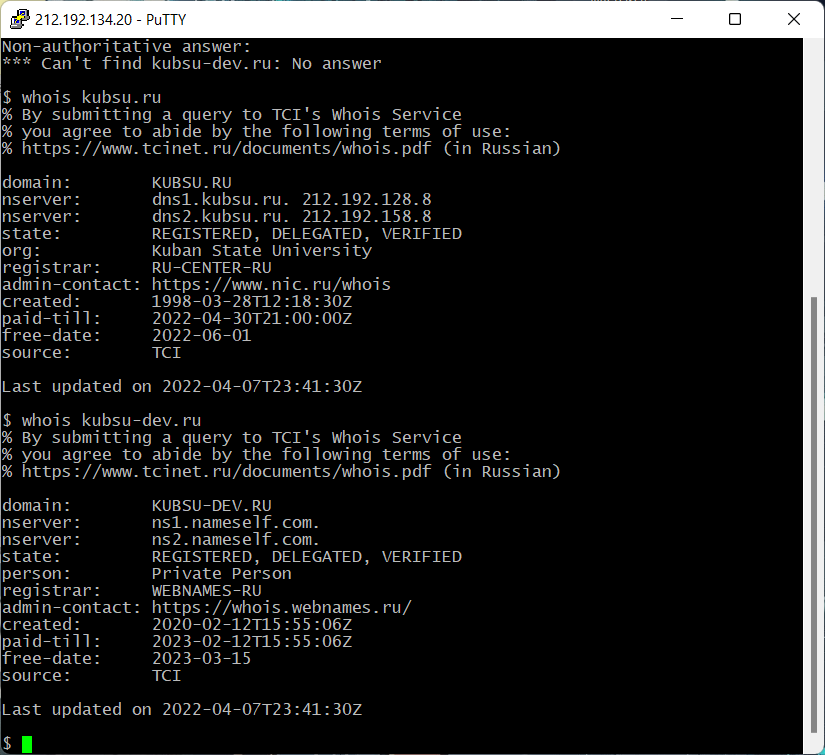 212.192.134.20 - PuTTY
Non-authoritative answer:
*** Can't find kubsu-dev.ru: No answer
$ whois kubsu.ru
% By submitting a query to TCI's Whois Service
% you agree to abide by the following terms of use:
% https://www.tcinet.ru/documents/whois.pdf (in Russian)
domain:        KUBSU.RU
nserver:       dns1.kubsu.ru. 212.192.128.8
nserver:       dns2.kubsu.ru. 212.192.158.8
state:         REGISTERED, DELEGATED, VERIFIED
org:           Kuban State University
registrar:     RU-CENTER-RU
admin-contact: https://www.nic.ru/whois
created:       1998-03-28T12:18:30Z
paid-till:     2022-04-30T21:00:00Z
free-date:     2022-06-01
source:        TCI
Last updated on 2022-04-07T23:41:30Z
$ whois kubsu-dev.ru
% By submitting a query to TCI's Whois Service
% you agree to abide by the following terms of use:
% https://www.tcinet.ru/documents/whois.pdf (in Russian)
domain:        KUBSU-DEV.RU
nserver:       ns1.nameself.com.
nserver:       ns2.nameself.com.
state:         REGISTERED, DELEGATED, VERIFIED
person:        Private Person
registrar:     WEBNAMES-RU
admin-contact: https://whois.webnames.ru/
created:       2020-02-12T15:55:06Z
paid-till:     2023-02-12T15:55:06Z
free-date:     2023-03-15
source:        TCI
Last updated on 2022-04-07T23:41:30Z
$